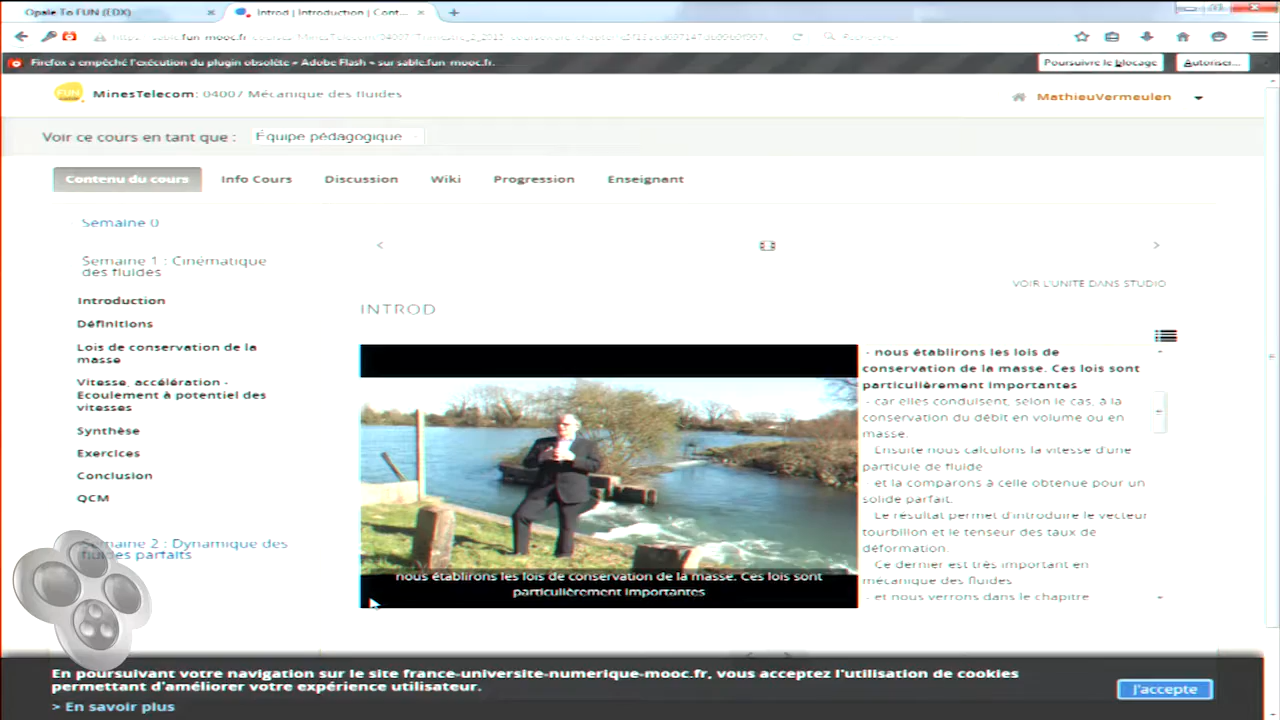 Opale To FUN (EDX)
Introd | Introduction | Cont...
Rechercher
Firefox a empêché l'exécution du plugin obsolète « Adobe Flash » sur sable.fun-mooc.fr.
Poursuivre le blocage
Autoriser...
FUN
MinesTelecom: 04007 Mécanique des fluides
MathieuVermeulen
Voir ce cours en tant que :
Équipe pédagogique
Contenu du cours
Info Cours
Discussion
Wiki
Progression
Enseignant
Semaine 0
Semaine 1 : Cinématique
des fluides
Introduction
Définitions
Lois de conservation de la
masse
Vitesse, accélération -
Ecoulement à potentiel des
vitesses
Synthèse
Exercices
Conclusion
QCM
Semaine 2 : Dynamique des
fluides parfaits
VOIR L'UNITÉ DANS STUDIO
INTROD
- nous établirons les lois de
conservation de la masse. Ces lois sont
particulièrement importantes
- car elles conduisent, selon le cas, à la
conservation du débit en volume ou en
masse.
Ensuite nous calculons la vitesse d'une
particule de fluide
- et la comparons à celle obtenue pour un
solide parfait.
Le résultat permet d'introduire le vecteur
tourbillon et le tenseur des taux de
déformation.
Ce dernier est très important en
mécanique des fluides
- et nous verrons dans le chapitre
nous établirons les lois de conservation de la masse. Ces lois sont
particulièrement importantes
En poursuivant votre navigation sur le site france-universite-numerique-mooc.fr, vous acceptez l'utilisation de cookies
permettant d'améliorer votre expérience utilisateur.
> En savoir plus
J'accepte